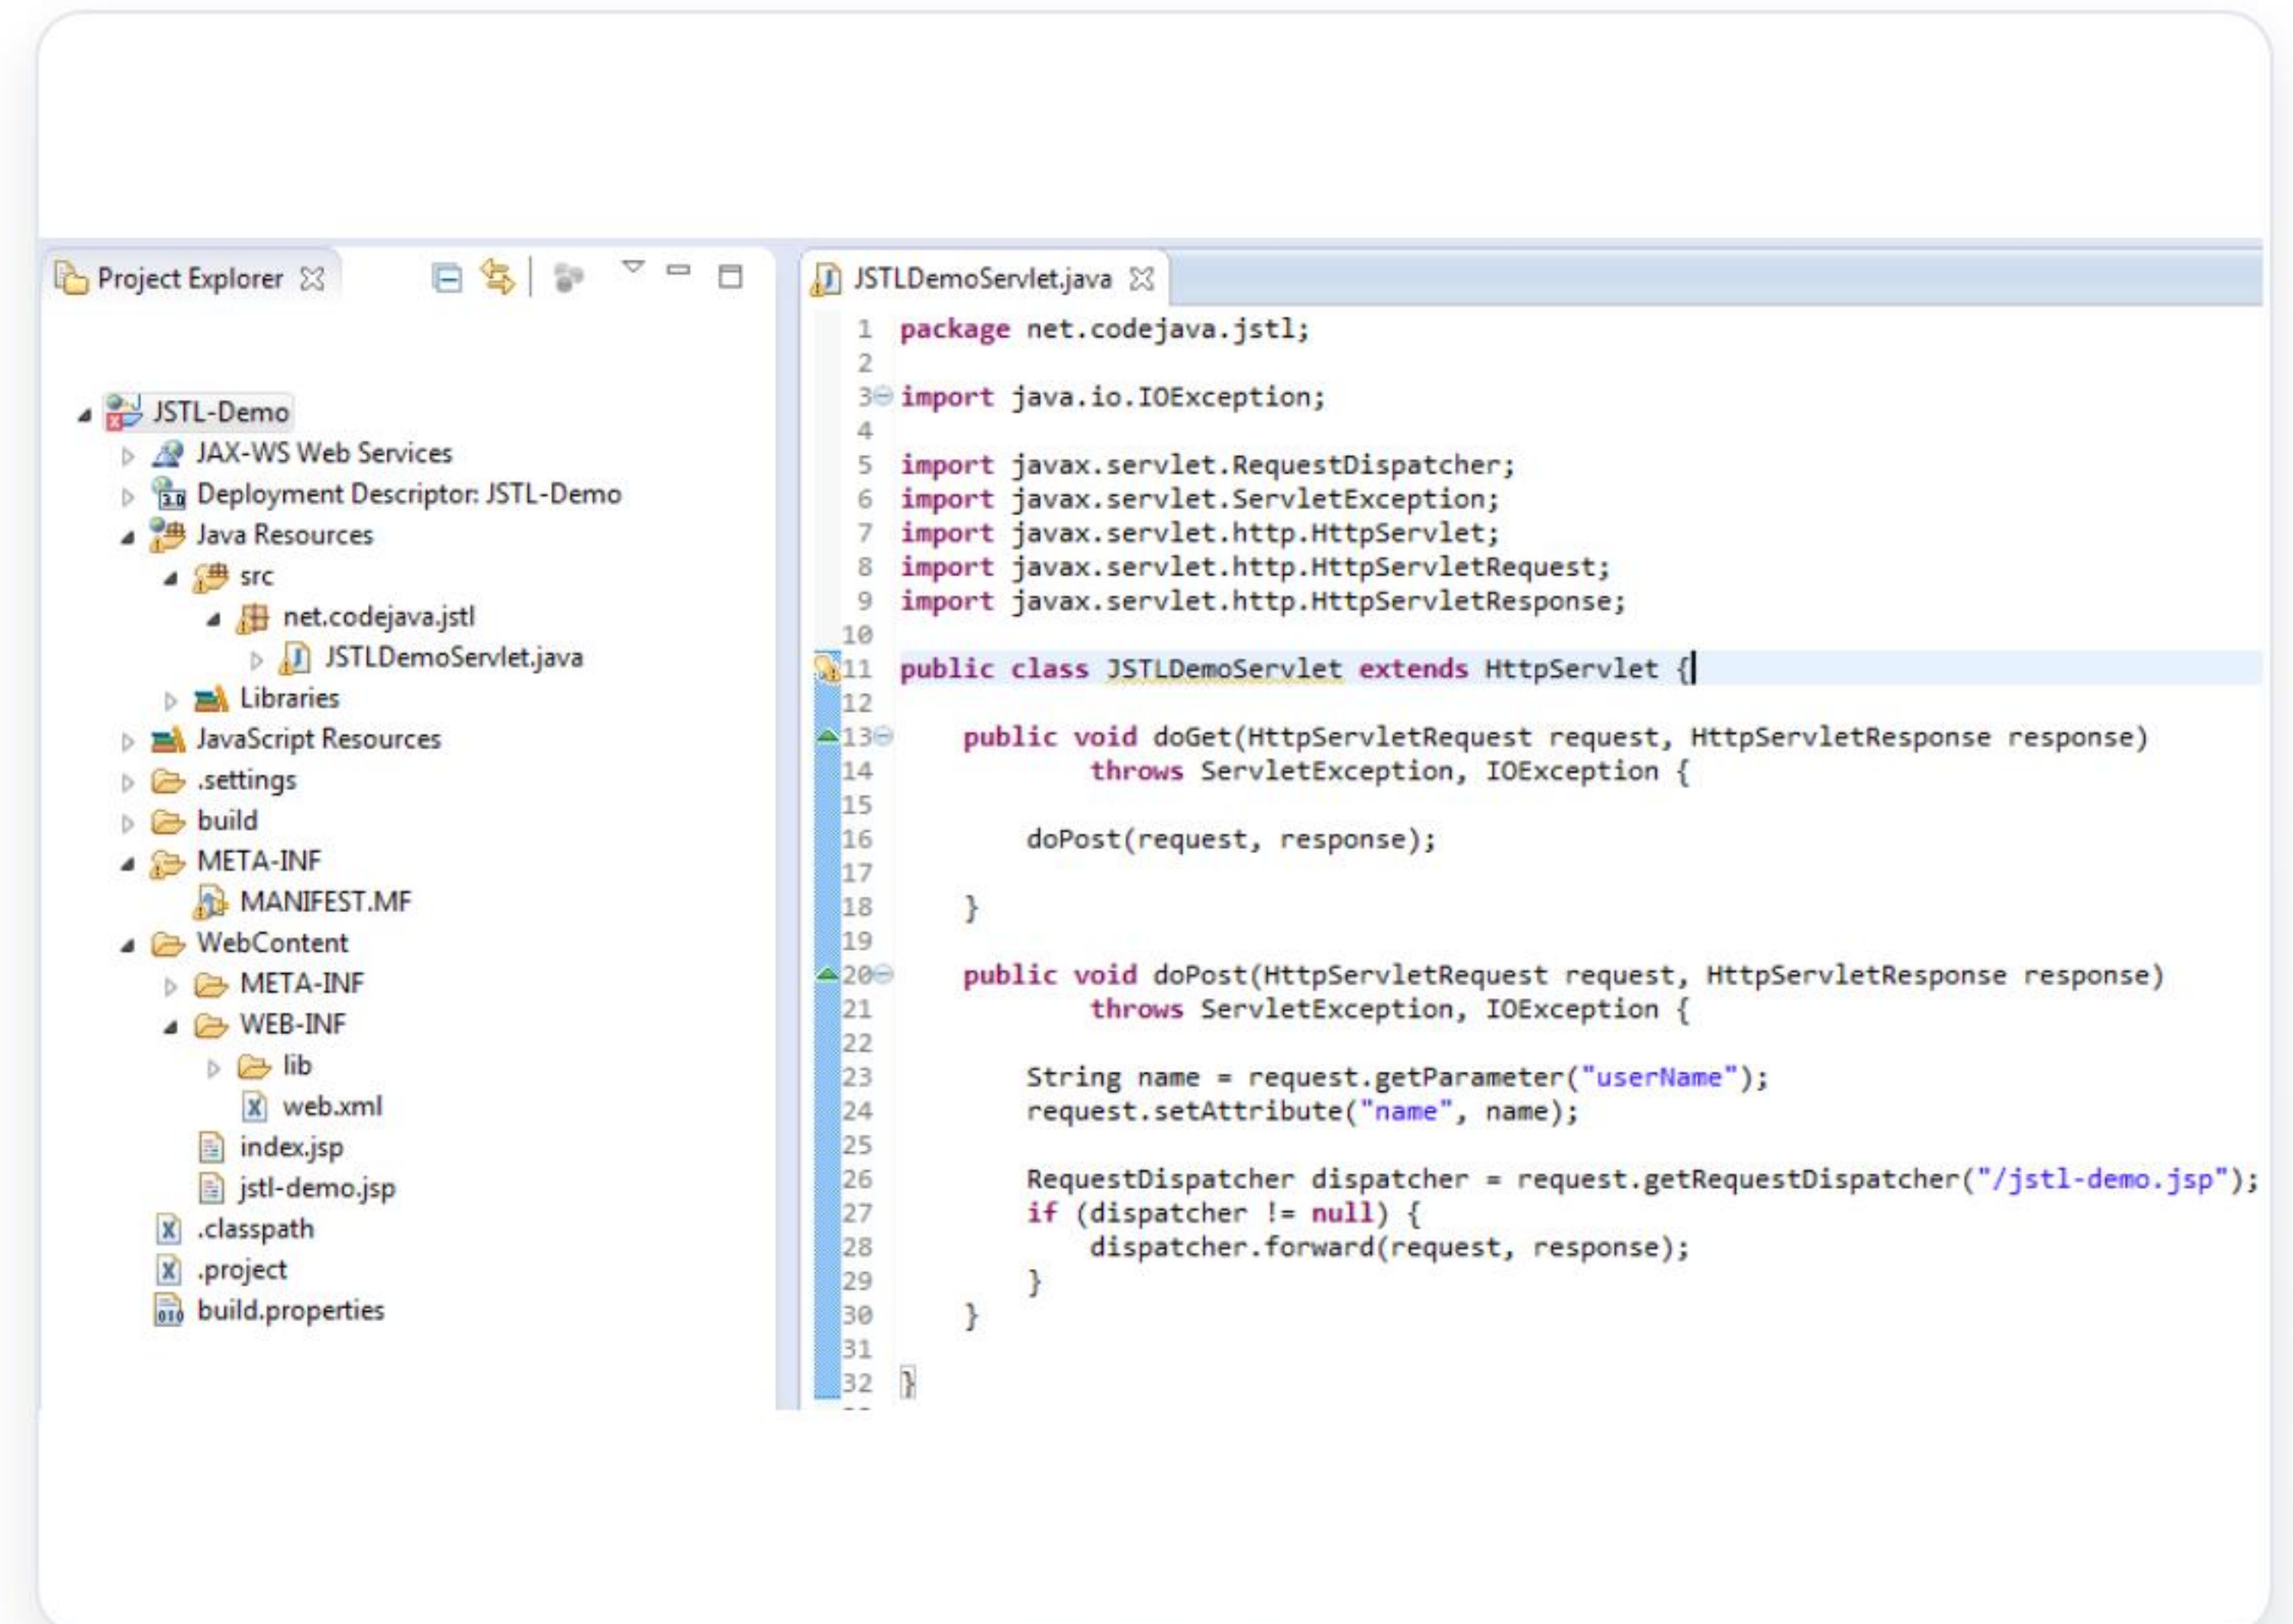 Project Explorer
JSTL-Demo
JAX-WS Web Services
Deployment Descriptor: JSTL-Demo
3.0
Java Resources
src
net.codejava.jstl
JSTLDemoServlet.java
Libraries
JavaScript Resources
.settings
build
META-INF
MANIFEST.MF
WebContent
META-INF
WEB-INF
lib
web.xml
index.jsp
jstl-demo.jsp
.classpath
.project
build.properties
JSTLDemoServlet.java
1 package net.codejava.jstl;
2
3 import java.io.IOException;
4
5 import javax.servlet.RequestDispatcher;
6 import javax.servlet.ServletException;
7 import javax.servlet.http.HttpServlet;
8 import javax.servlet.http.HttpServletRequest;
9 import javax.servlet.http.HttpServletResponse;
10
11 public class JSTLDemoServlet extends HttpServlet {
12
13 public void doGet(HttpServletRequest request, HttpServletResponse response)
14 throws ServletException, IOException {
15
16 doPost(request, response);
17
18 }
19
20 public void doPost(HttpServletRequest request, HttpServletResponse response)
21 throws ServletException, IOException {
22
23 String name = request.getParameter("userName");
24 request.setAttribute("name", name);
25
26 RequestDispatcher dispatcher = request.getRequestDispatcher("/jstl-demo.jsp");
27 if (dispatcher != null) {
28 dispatcher.forward(request, response);
29 }
30 }
31
32 }